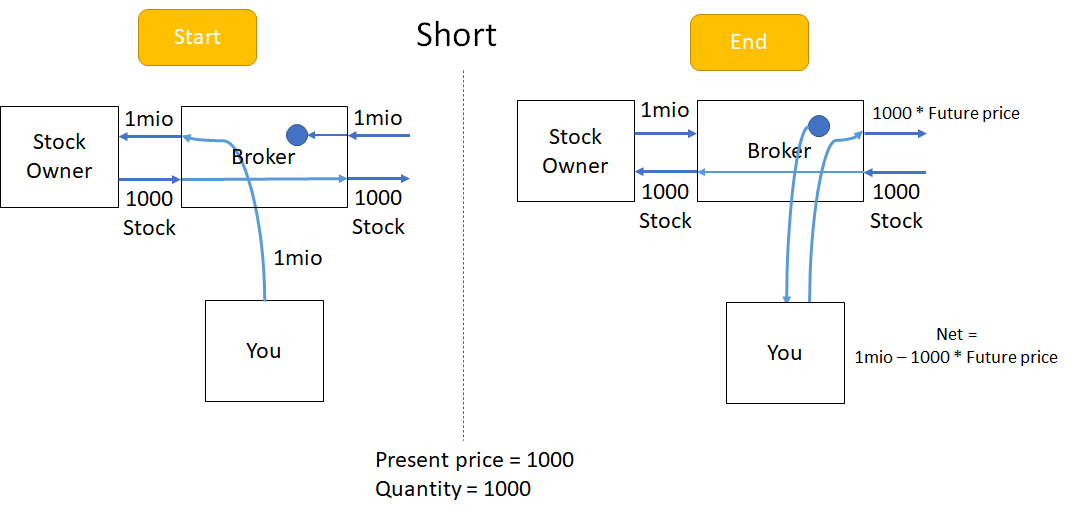 Start
Short
End
1mio
1mio
Stock
Owner
Broker
1000
Stock
1000
Stock
1mio
You
1mio
1000 * Future price
Stock
Owner
Broker
1000
Stock
1000
Stock
You
Net =
1mio – 1000 * Future price
Present price = 1000
Quantity = 1000